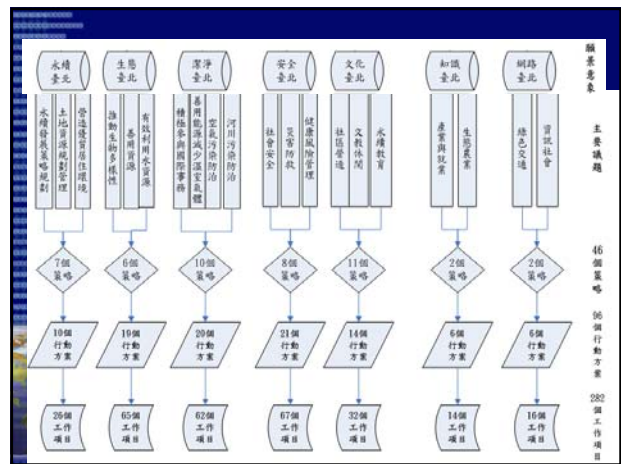 永續
臺北
生態
臺北
潔淨
臺北
安全
臺北
文化
臺北
知識
臺北
網路
臺北
願景意象
永續發展策略規劃
土地資源規劃管理
營造優質居住環境
推動生物多樣性
善用資源
有效利用水資源
積極參與國際事務
善用能源減少溫室氣體
空氣污染防治
河川污染防治
社會安全
災害防救
健康風險管理
社區營造
文教休閒
永續教育
產業與就業
生態農業
綠色交通
資訊社會
主要議題
7個
策略
6個
策略
10個
策略
8個
策略
11個
策略
2個
策略
2個
策略
46個策略
10個
行動
方案
19個
行動
方案
20個
行動
方案
21個
行動
方案
14個
行動
方案
6個
行動
方案
6個
行動
方案
96個行動方案
26個
工作
項目
65個
工作
項目
62個
工作
項目
67個
工作
項目
32個
工作
項目
14個
工作
項目
16個
工作
項目
282個工作項目